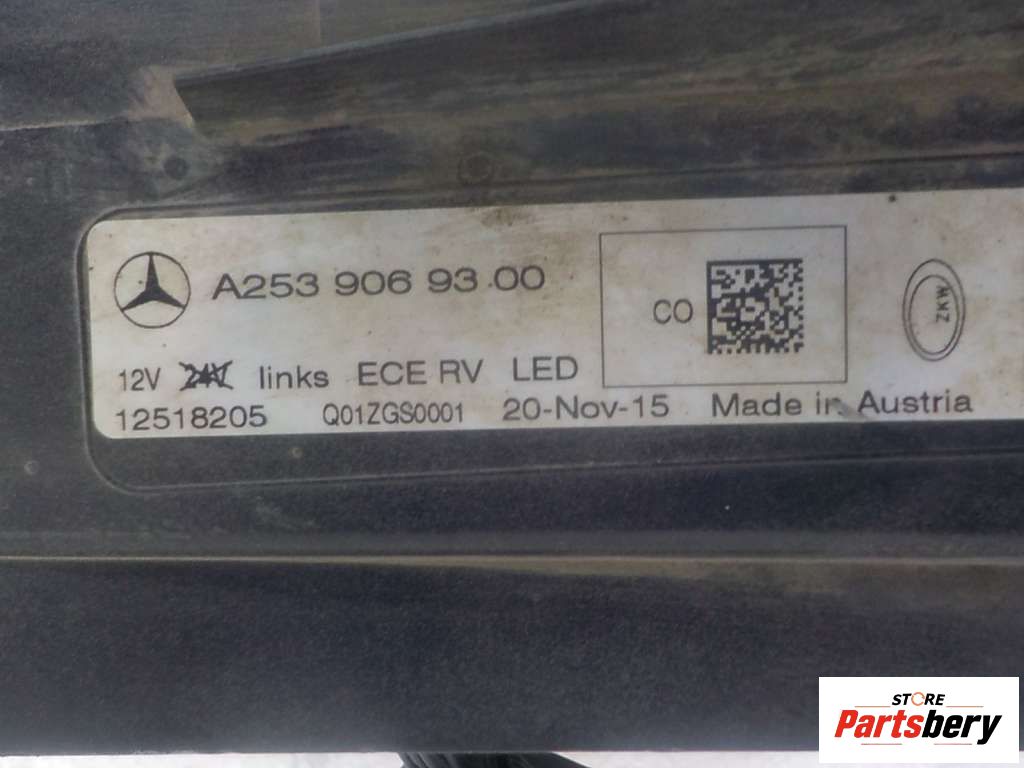 A253 906 93 00
CO
MKZ
12V 24V links ECE RV LED
12518205 Q01ZGS0001 20-Nov-15 Made in Austria
STORE
Partsbery